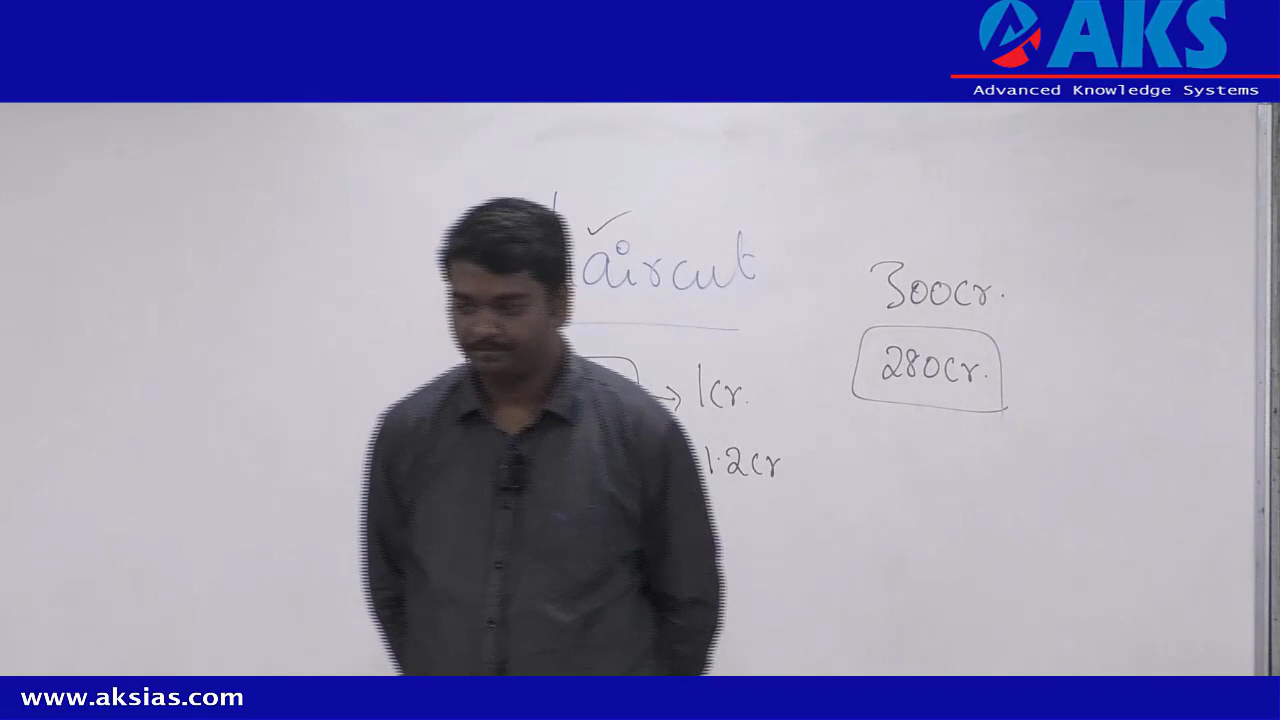 AKS
Advanced Knowledge Systems
aircut
300cr.
280cr.
1cr.
1.2cr
www.aksias.com